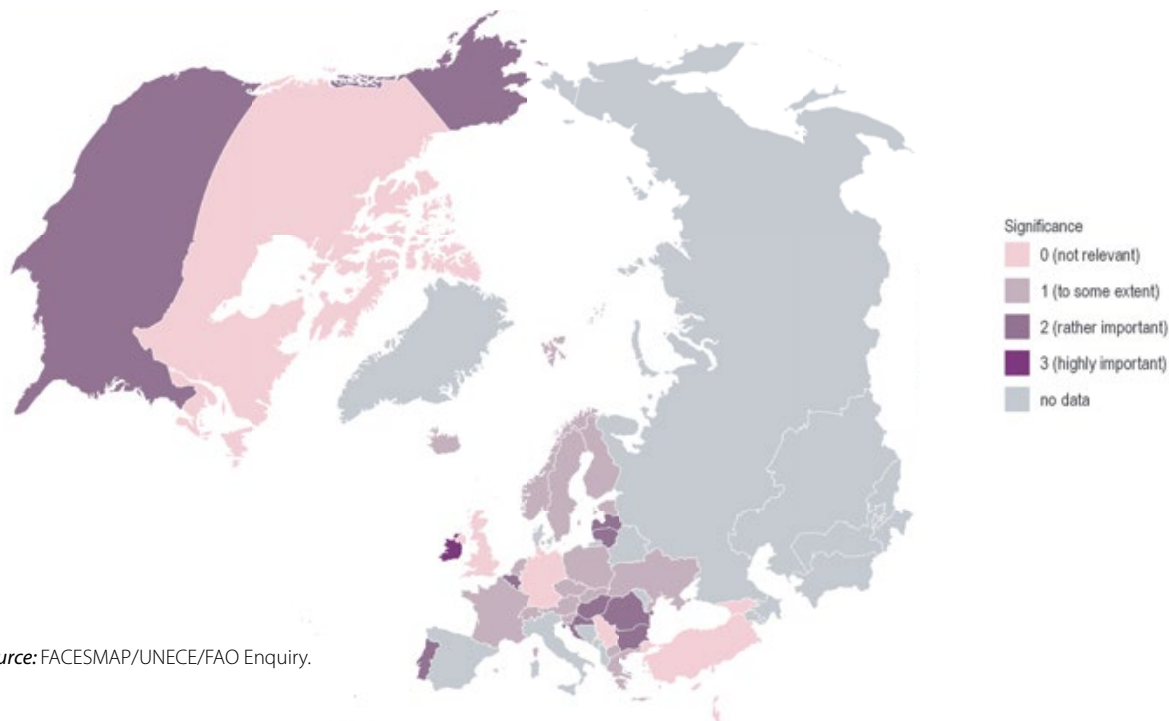 Significance
0 (not relevant)
1 (to some extent)
2 (rather important)
3 (highly important)
no data
urce: FACESMAP/UNECE/FAO Enquiry.